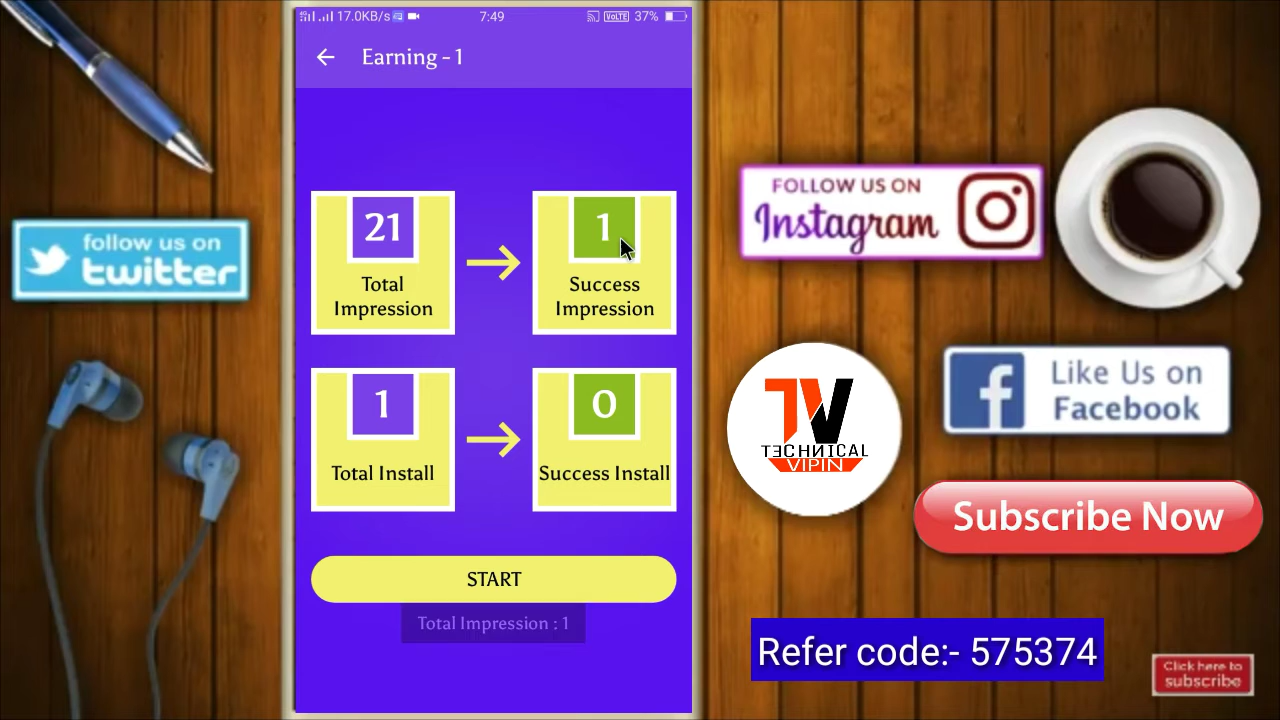 17.0KB/s
7:49
VoLTE
37%
Earning - 1
21
Total
Impression
1
Success
Impression
1
Total Install
0
Success Install
START
Total Impression : 1
follow us on
twitter
FOLLOW US ON
Instagram
Like Us on
Facebook
TECHNICAL
VIPIN
Subscribe Now
Refer code:- 575374
Click here to
subscribe